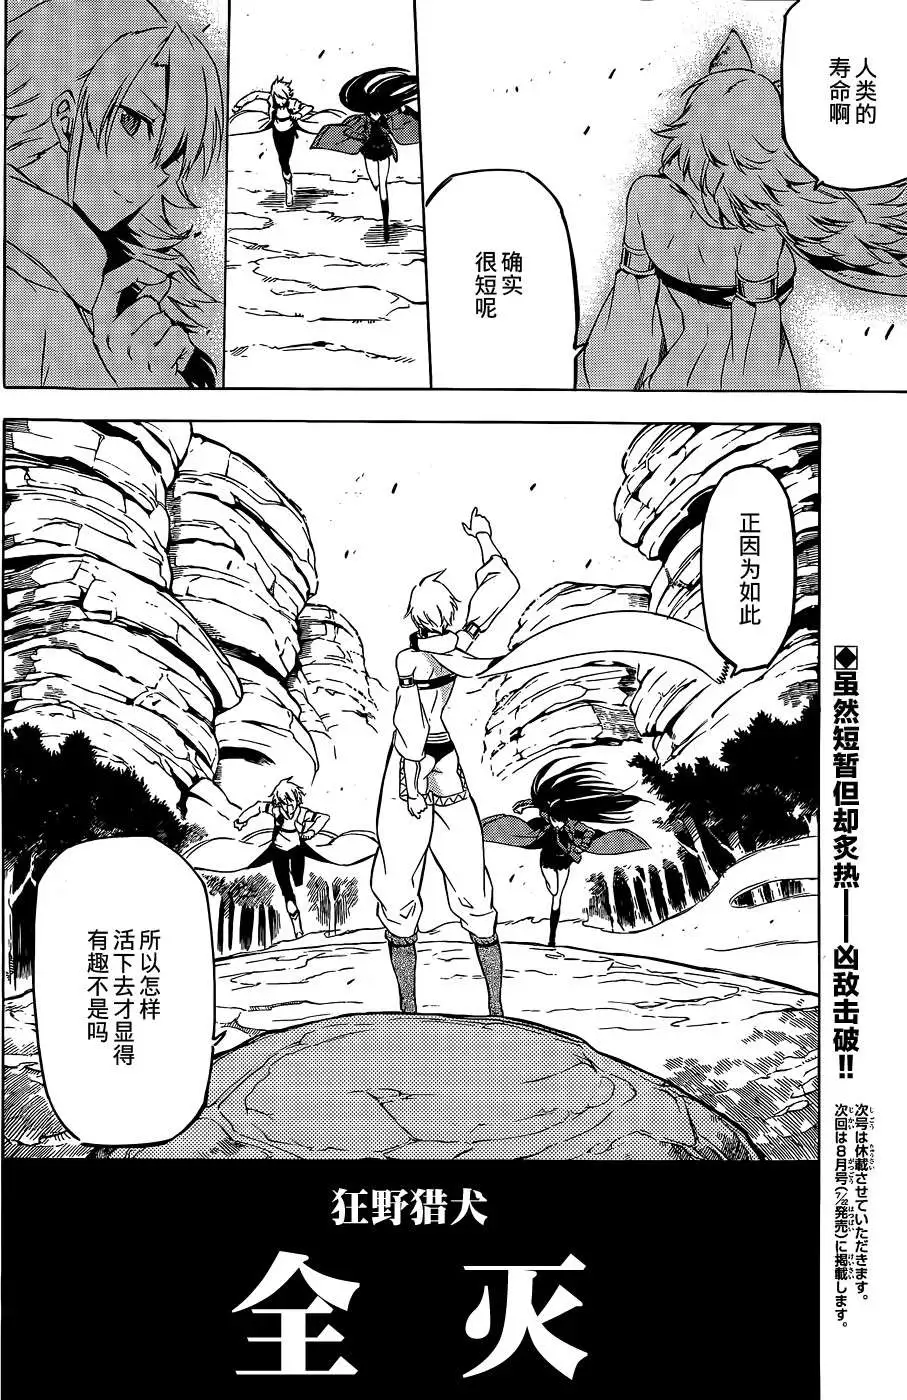 人类的
寿命啊
确实
很短呢
正因为如此
所以怎样
活下去才显得
有趣不是吗
◆虽然短暂但却炙热——凶敌击破!!
次号は休載させていただきます。
次回は8月号(7/22発売)に掲載します。
狂野猎犬
全灭